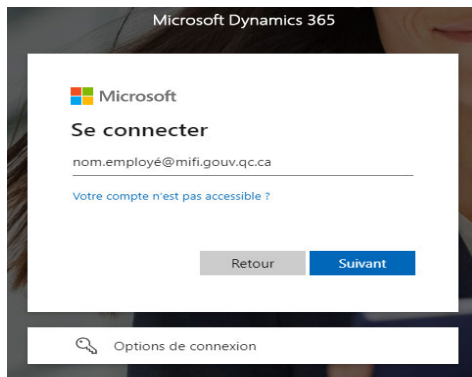 Microsoft Dynamics 365
Microsoft
Se connecter
nom.employé@mifi.gouv.qc.ca
Votre compte n'est pas accessible ?
Retour
Suivant
Options de connexion